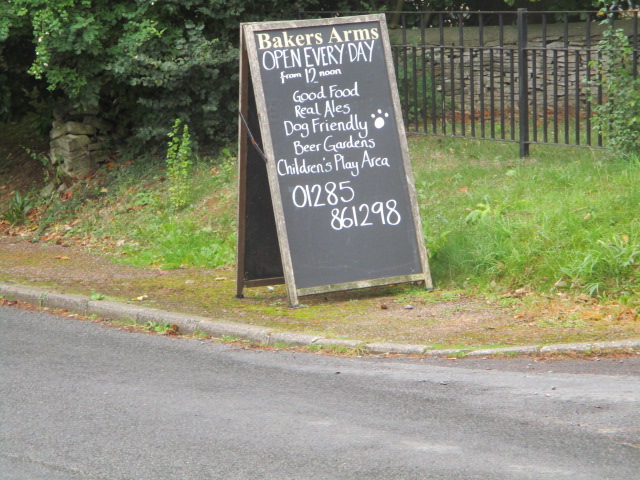 Bakers Arms
OPEN EVERY DAY
from 12 noon
Good Food
Real Ales
Dog Friendly
Beer Gardens
Children's Play Area
01285
861298